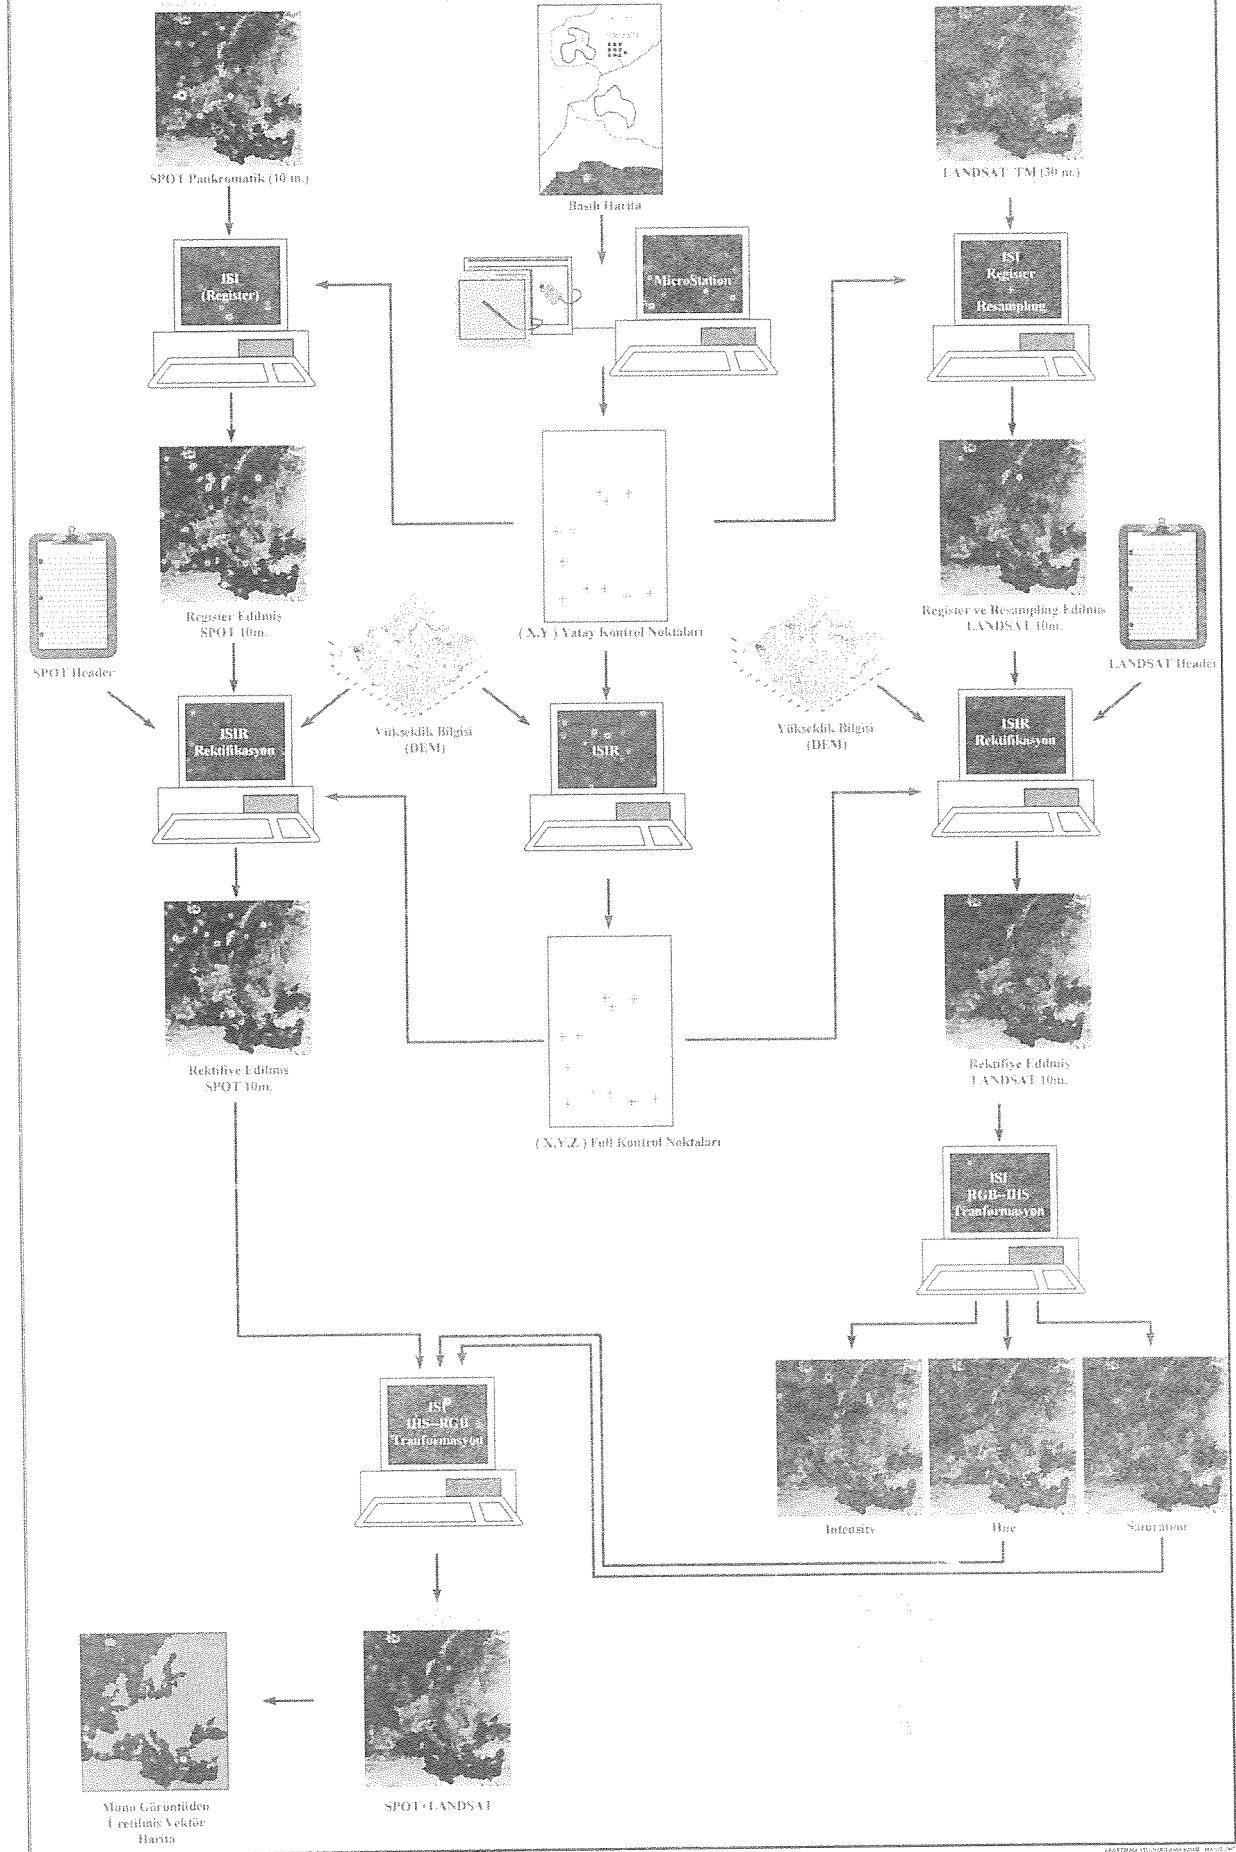 SPOT Pankromatik (10 m.)
Basılı Harita
LANDSAT TM (30 m.)
ISI
(Register)
MicroStation
ISI
Register
+
Resampling
Register Edilmiş
SPOT 10m.
( X,Y ) Yatay Kontrol Noktaları
Register ve Resampling Edilmiş
LANDSAT 10m.
SPOT Header
LANDSAT Header
ISIR
Rektifikasyon
Yükseklik Bilgisi
(DEM)
ISIR
Yükseklik Bilgisi
(DEM)
ISIR
Rektifikasyon
Rektifiye Edilmiş
SPOT 10m.
Rektifiye Edilmiş
LANDSAT 10m.
( X,Y,Z ) Full Kontrol Noktaları
ISI
RGB--IHS
Tranformasyon
ISI
IHS--RGB
Tranformasyon
Intensity
Hue
Saturation
SPOT+LANDSAT
Mono Görüntüden
Üretilmiş Vektör
Harita